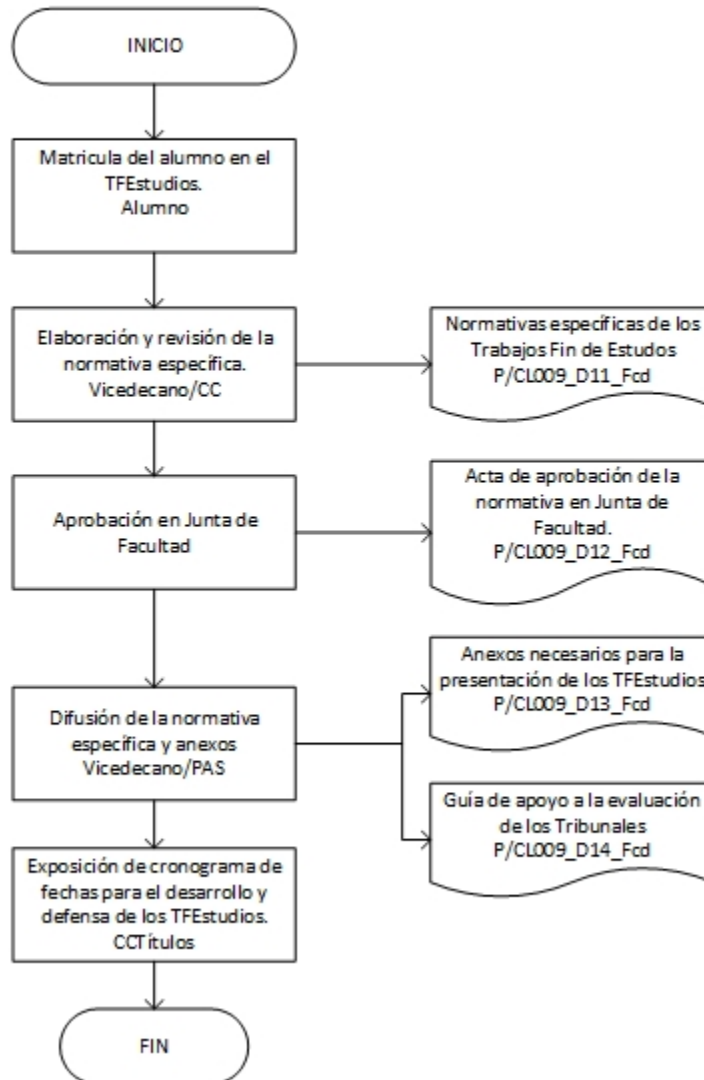 INICIO
Matricula del alumno en el
TFEstudios.
Alumno
Elaboración y revisión de la
normativa específica.
Vicedecano/CC
Normativas específicas de los
Trabajos Fin de Estudos
P/CL009_D11_Fcd
Aprobación en Junta de
Facultad
Acta de aprobación de la
normativa en Junta de
Facultad.
P/CL009_D12_Fcd
Difusión de la normativa
específica y anexos
Vicedecano/PAS
Anexos necesarios para la
presentación de los TFEstudios
P/CL009_D13_Fcd
Guía de apoyo a la evaluación
de los Tribunales
P/CL009_D14_Fcd
Exposición de cronograma de
fechas para el desarrollo y
defensa de los TFEstudios.
CCTítulos
FIN